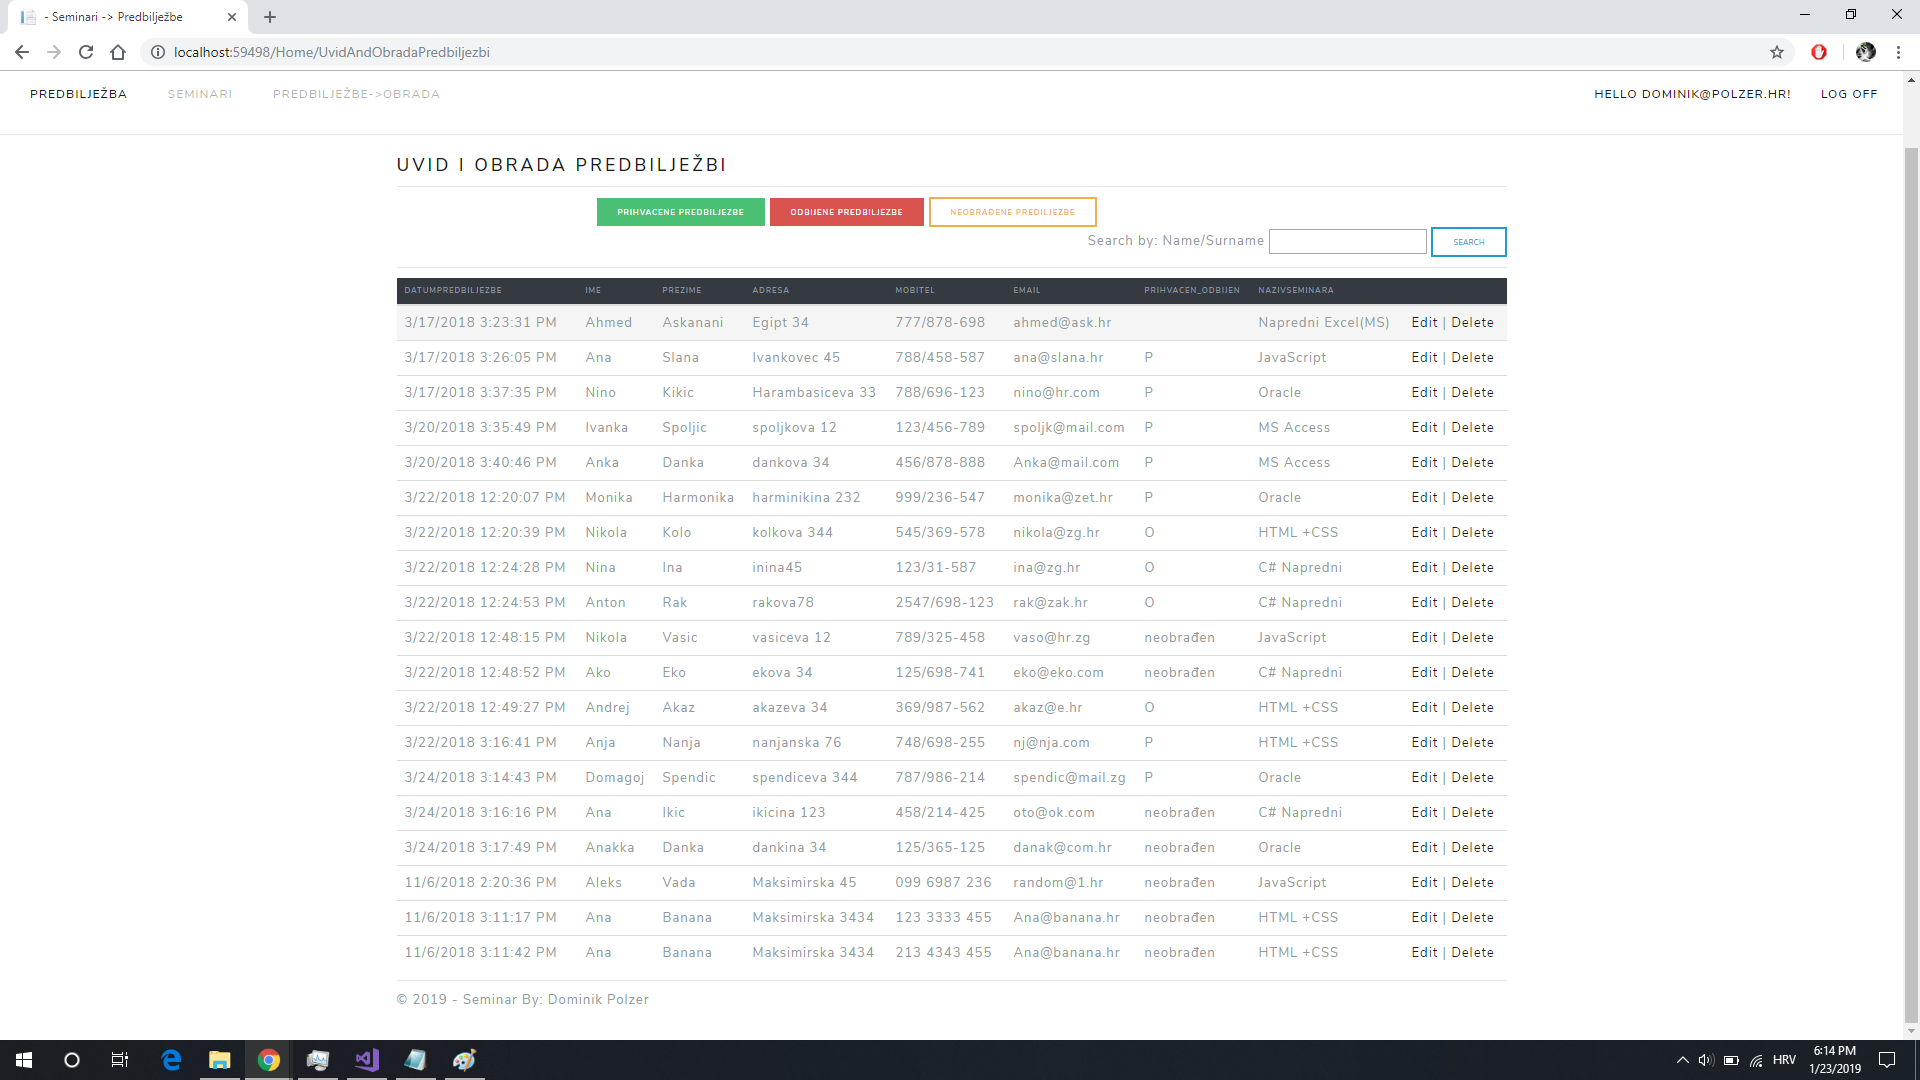 - Seminari -> Predbilježbe
localhost:59498/Home/UvidAndObradaPredbiljezbi
PREDBILJEŽBA SEMINARI PREDBILJEŽBE->OBRADA HELLO DOMINIK@POLZER.HR! LOG OFF
UVID I OBRADA PREDBILJEŽBI
PRIHVACENE PREDBILJEZBE ODBIJENE PREDBILJEZBE NEOBRAĐENE PREDILJEZBE
Search by: Name/Surname SEARCH
DATUMPREDBILJEZBE IME PREZIME ADRESA MOBITEL EMAIL PRIHVACEN_ODBIJEN NAZIVSEMINARA
3/17/2018 3:23:31 PM Ahmed Askanani Egipt 34 777/878-698 ahmed@ask.hr Napredni Excel(MS) Edit | Delete
3/17/2018 3:26:05 PM Ana Slana Ivankovec 45 788/458-587 ana@slana.hr P JavaScript Edit | Delete
3/17/2018 3:37:35 PM Nino Kikic Harambasiceva 33 788/696-123 nino@hr.com P Oracle Edit | Delete
3/20/2018 3:35:49 PM Ivanka Spoljic spoljkova 12 123/456-789 spoljk@mail.com P MS Access Edit | Delete
3/20/2018 3:40:46 PM Anka Danka dankova 34 456/878-888 Anka@mail.com P MS Access Edit | Delete
3/22/2018 12:20:07 PM Monika Harmonika harminikina 232 999/236-547 monika@zet.hr P Oracle Edit | Delete
3/22/2018 12:20:39 PM Nikola Kolo kolkova 344 545/369-578 nikola@zg.hr O HTML +CSS Edit | Delete
3/22/2018 12:24:28 PM Nina Ina inina45 123/31-587 ina@zg.hr O C# Napredni Edit | Delete
3/22/2018 12:24:53 PM Anton Rak rakova78 2547/698-123 rak@zak.hr O C# Napredni Edit | Delete
3/22/2018 12:48:15 PM Nikola Vasic vasiceva 12 789/325-458 vaso@hr.zg neobrađen JavaScript Edit | Delete
3/22/2018 12:48:52 PM Ako Eko ekova 34 125/698-741 eko@eko.com neobrađen C# Napredni Edit | Delete
3/22/2018 12:49:27 PM Andrej Akaz akazeva 34 369/987-562 akaz@e.hr O HTML +CSS Edit | Delete
3/22/2018 3:16:41 PM Anja Nanja nanjanska 76 748/698-255 nj@nja.com P HTML +CSS Edit | Delete
3/24/2018 3:14:43 PM Domagoj Spendic spendiceva 344 787/986-214 spendic@mail.zg P Oracle Edit | Delete
3/24/2018 3:16:16 PM Ana Ikic ikicina 123 458/214-425 oto@ok.com neobrađen C# Napredni Edit | Delete
3/24/2018 3:17:49 PM Anakka Danka dankina 34 125/365-125 danak@com.hr neobrađen Oracle Edit | Delete
11/6/2018 2:20:36 PM Aleks Vada Maksimirska 45 099 6987 236 random@1.hr neobrađen JavaScript Edit | Delete
11/6/2018 3:11:17 PM Ana Banana Maksimirska 3434 123 3333 455 Ana@banana.hr neobrađen HTML +CSS Edit | Delete
11/6/2018 3:11:42 PM Ana Banana Maksimirska 3434 213 4343 455 Ana@banana.hr neobrađen HTML +CSS Edit | Delete
© 2019 - Seminar By: Dominik Polzer
HRV
6:14 PM
1/23/2019